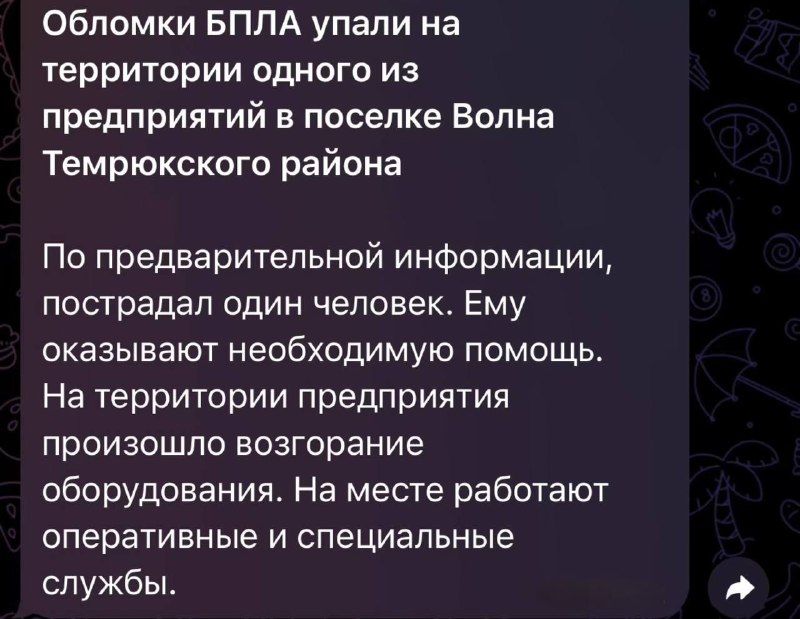 Обломки БПЛА упали на
территории одного из
предприятий в поселке Волна
Темрюкского района
По предварительной информации,
пострадал один человек. Ему
оказывают необходимую помощь.
На территории предприятия
произошло возгорание
оборудования. На месте работают
оперативные и специальные
службы.